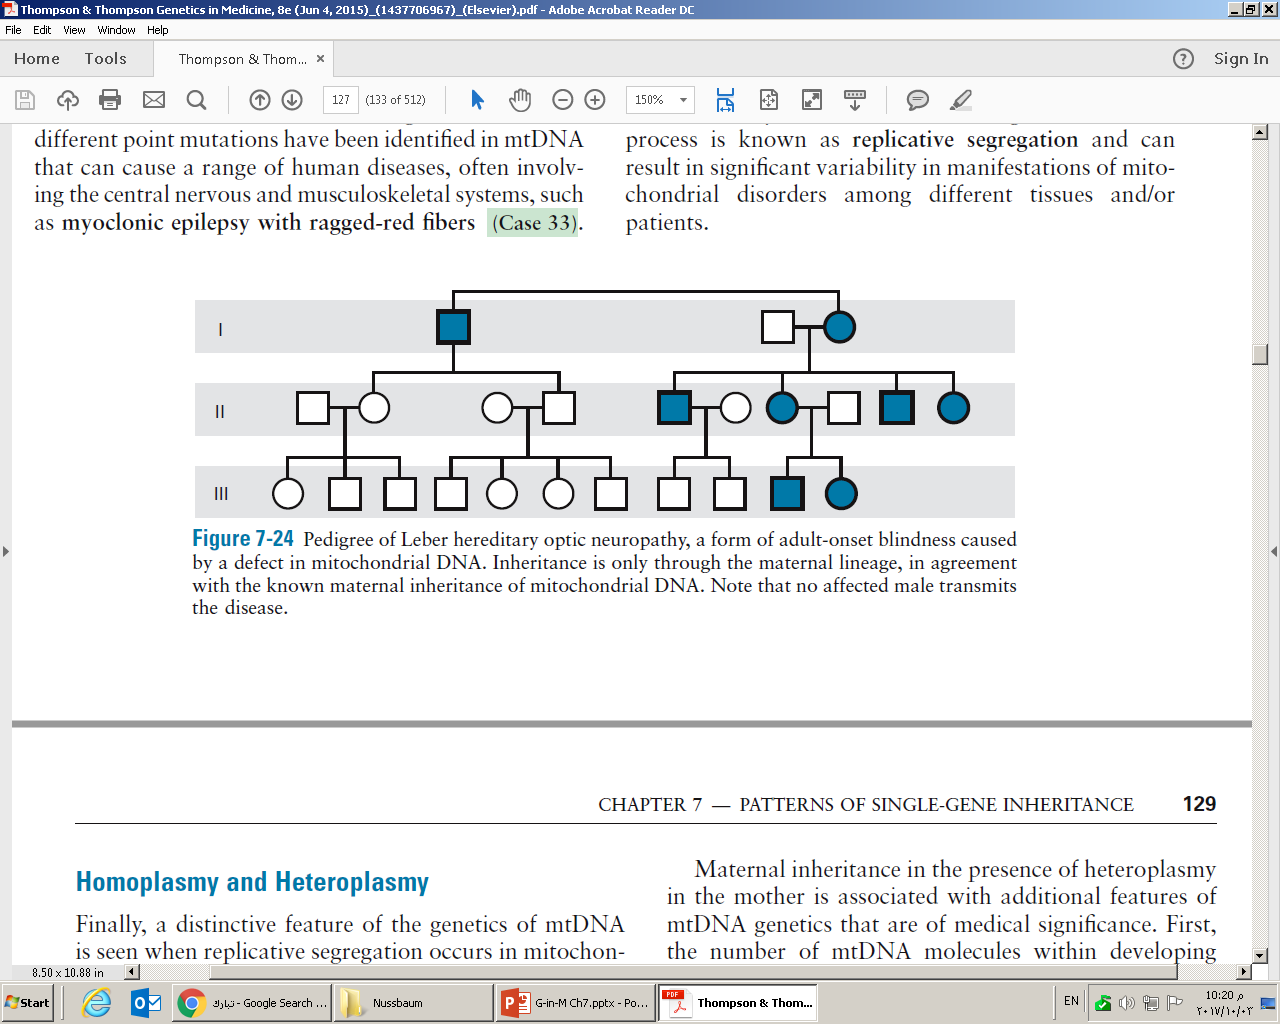 Thompson & Thompson Genetics in Medicine, 8e (Jun 4, 2015)_(1437706967)_(Elsevier).pdf - Adobe Acrobat Reader DC
File Edit View Window Help
Home Tools Thompson & Thom... × ? Sign In
127 (133 of 512) 150%
different point mutations have been identified in mtDNA
that can cause a range of human diseases, often involv-
ing the central nervous and musculoskeletal systems, such
as myoclonic epilepsy with ragged-red fibers (Case 33).
process is known as replicative segregation and can
result in significant variability in manifestations of mito-
chondrial disorders among different tissues and/or
patients.
I
II
III
Figure 7-24 Pedigree of Leber hereditary optic neuropathy, a form of adult-onset blindness caused
by a defect in mitochondrial DNA. Inheritance is only through the maternal lineage, in agreement
with the known maternal inheritance of mitochondrial DNA. Note that no affected male transmits
the disease.
CHAPTER 7 — PATTERNS OF SINGLE-GENE INHERITANCE 129
Homoplasmy and Heteroplasmy
Finally, a distinctive feature of the genetics of mtDNA
is seen when replicative segregation occurs in mitochon-
Maternal inheritance in the presence of heteroplasmy
in the mother is associated with additional features of
mtDNA genetics that are of medical significance. First,
the number of mtDNA molecules within developing
8.50 x 10.88 in
Start تبارك - Google Search ... Nussbaum G-in-M Ch7.pptx - Po... Thompson & Thom... EN 10:20 م
٢٠١٧/١٠/٠٣